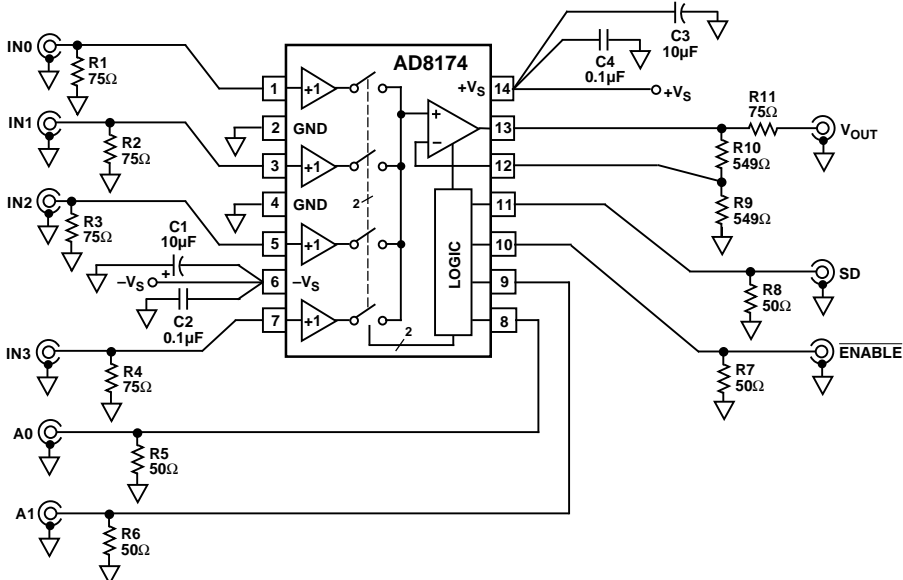 IN0
R1
75Ω
IN1
R2
75Ω
IN2
R3
75Ω
C1
10µF
+
–VS
C2
0.1µF
IN3
R4
75Ω
A0
R5
50Ω
A1
R6
50Ω
AD8174
1
+1
2
GND
3
+1
4
GND
2
5
+1
6
–VS
7
+1
2
+
–
LOGIC
+VS
14
13
12
11
10
9
8
C3
10µF
C4
0.1µF
+VS
R11
75Ω
VOUT
R10
549Ω
R9
549Ω
SD
R8
50Ω
ENABLE
R7
50Ω